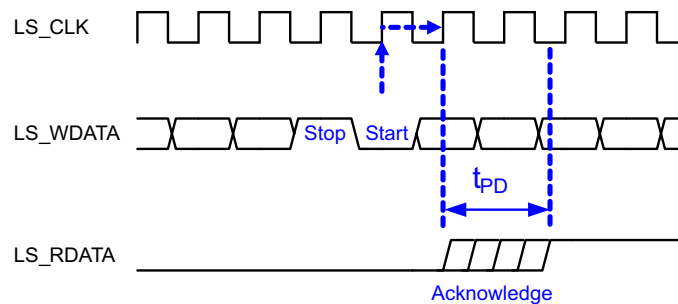 LS_CLK
LS_WDATA
Stop
Start
tPD
LS_RDATA
Acknowledge